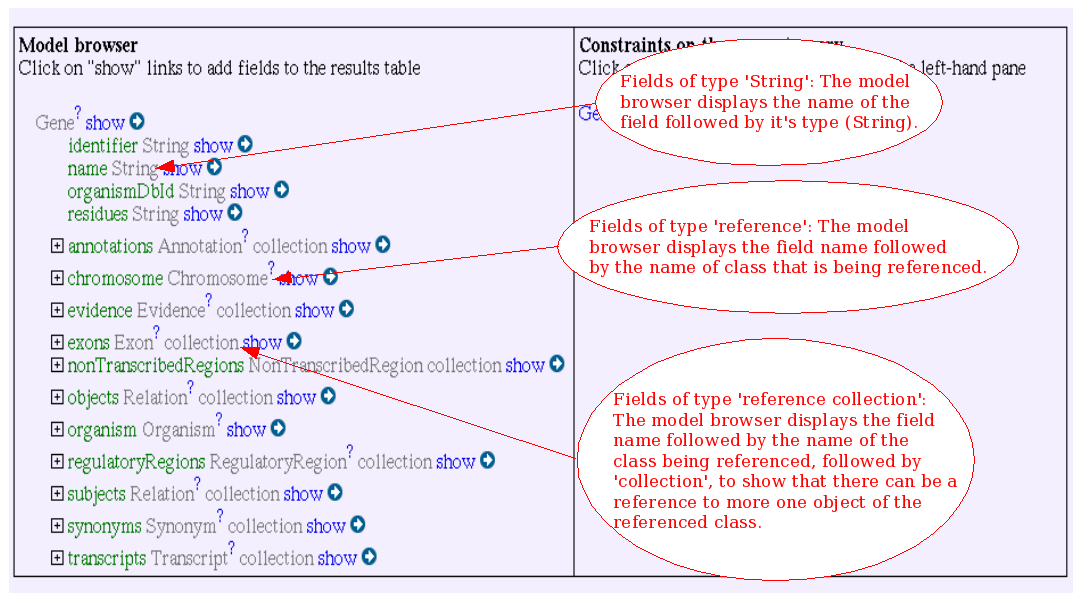 Model browser
Click on "show" links to add fields to the results table
Gene? show
identifier String show
name String show
organismDbId String show
residues String show
annotations Annotation? collection show
chromosome Chromosome? show
evidence Evidence? collection show
exons Exon? collection show
nonTranscribedRegions NonTranscribedRegion collection show
objects Relation? collection show
organism Organism? show
regulatoryRegions RegulatoryRegion? collection show
subjects Relation? collection show
synonyms Synonym? collection show
transcripts Transcript? collection show
Constraints on
Click left-hand pane
Fields of type 'String': The model
browser displays the name of the
field followed by it's type (String).
Fields of type 'reference': The model
browser displays the field name followed
by the name of class that is being referenced.
Fields of type 'reference collection':
The model browser displays the field
name followed by the name of the
class being referenced, followed by
'collection', to show that there can be a
reference to more one object of the
referenced class.